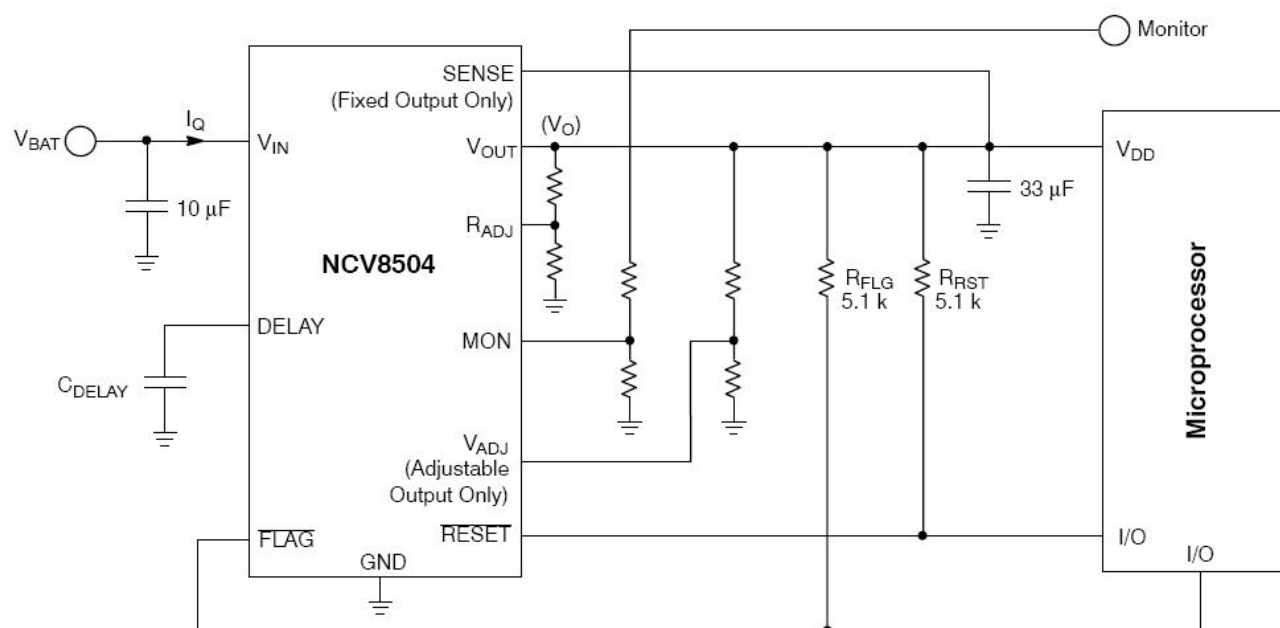 Monitor
SENSE
(Fixed Output Only)
V_BAT
I_Q
V_IN
(V_O)
V_OUT
V_DD
10 µF
33 µF
R_ADJ
NCV8504
R_FLG
5.1 k
R_RST
5.1 k
DELAY
MON
C_DELAY
Microprocessor
V_ADJ
(Adjustable
Output Only)
FLAG
RESET
GND
I/O
I/O